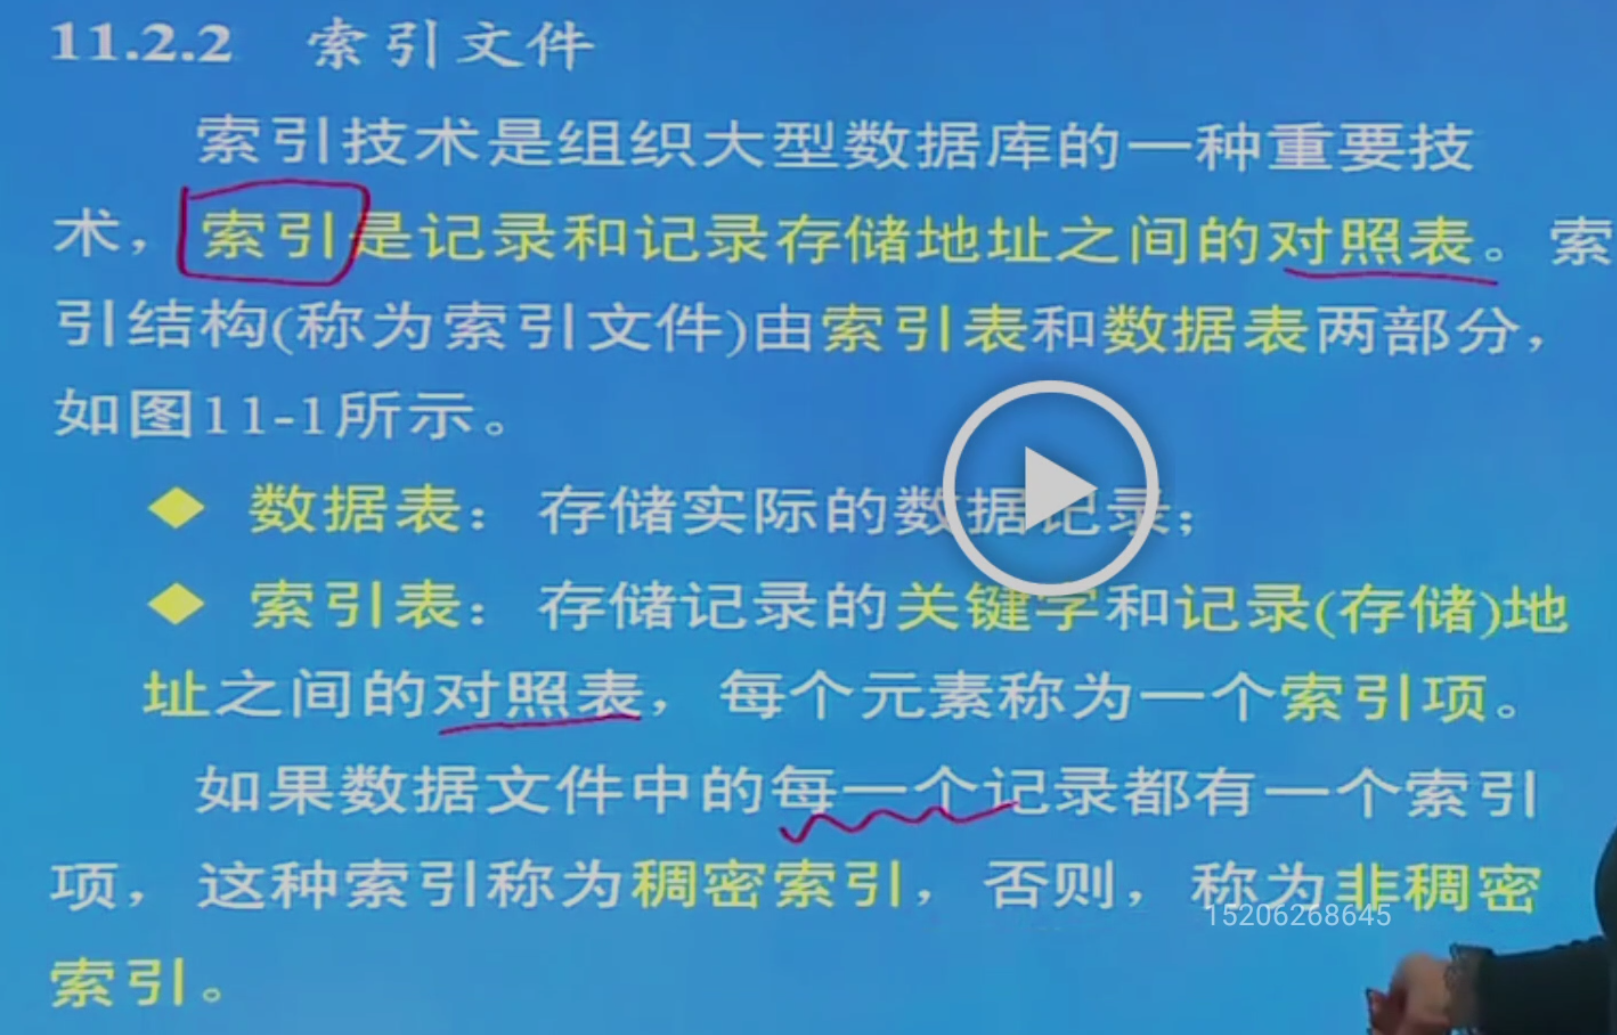 11.2.2 索引文件
索引技术是组织大型数据库的一种重要技
术，索引是记录和记录存储地址之间的对照表。索
引结构(称为索引文件)由索引表和数据表两部分，
如图11-1所示。
◆ 数据表：存储实际的数据记录；
◆ 索引表：存储记录的关键字和记录(存储)地
址之间的对照表，每个元素称为一个索引项。
如果数据文件中的每一个记录都有一个索引
项，这种索引称为稠密索引，否则，称为非稠密
15206268645
索引。